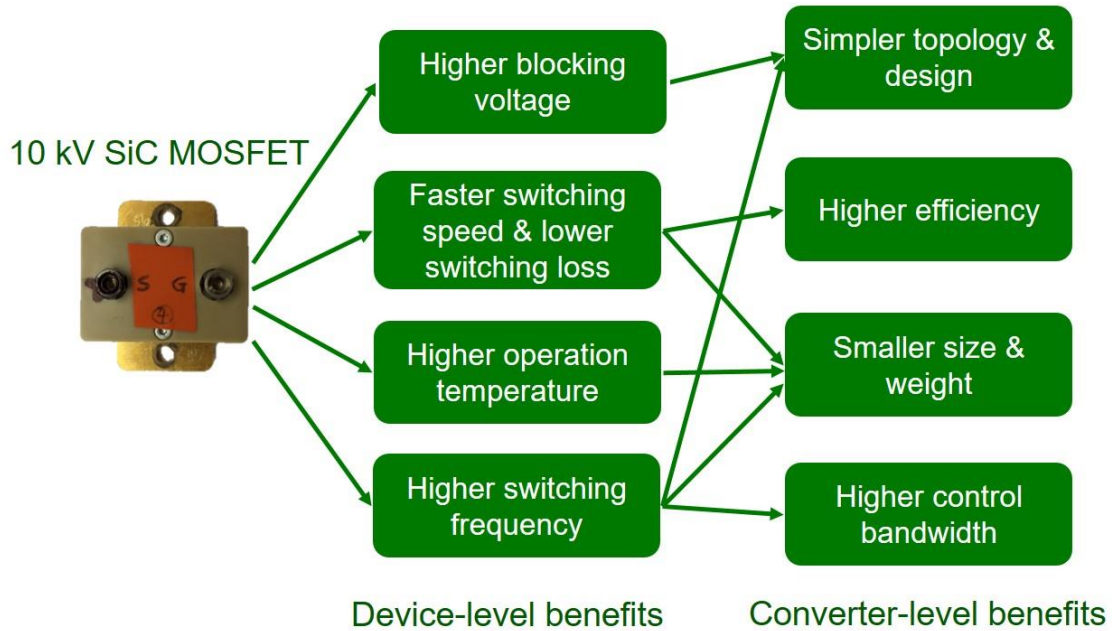 10 kV SiC MOSFET
S G
4
Higher blocking
voltage
Faster switching
speed & lower
switching loss
Higher operation
temperature
Higher switching
frequency
Device-level benefits
Simpler topology &
design
Higher efficiency
Smaller size &
weight
Higher control
bandwidth
Converter-level benefits